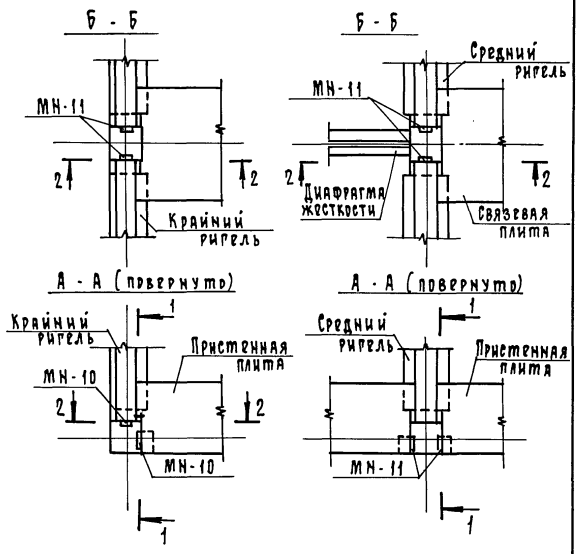 Б - Б
МН-11
2
2
Крайний
ригель
Б - Б
Средний
ригель
МН-11
2
2
Диафрагма
жесткости
Связевая
плита
А - А (повернуто)
1
Крайний
ригель
Пристенная
плита
МН-10
2
2
МН-10
1
А - А (повернуто)
1
Средний
ригель
Пристенная
плита
МН-11
1